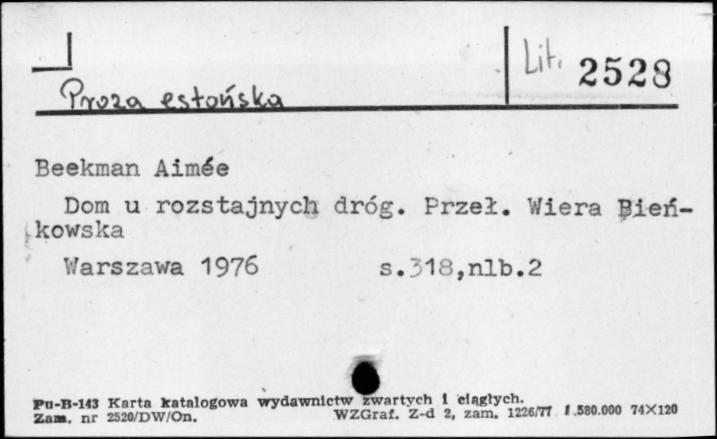 Lit. 2528
Proza estońska
Beekman Aimée
Dom u rozstajnych dróg. Przeł. Wiera Bień-
kowska
Warszawa 1976 s.318,nlb.2
Pu-B-143 Karta katalogowa wydawnictw zwartych i ciągłych.
Zam. nr 2520/DW/On. WZGraf. Z-d 2, zam. 1226/77 1.580.000 74×120